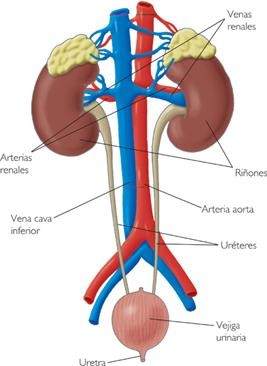 Venas
renales
Arterias
renales
Riñones
Arteria aorta
Vena cava
inferior
Uréteres
Vejiga
urinaria
Uretra